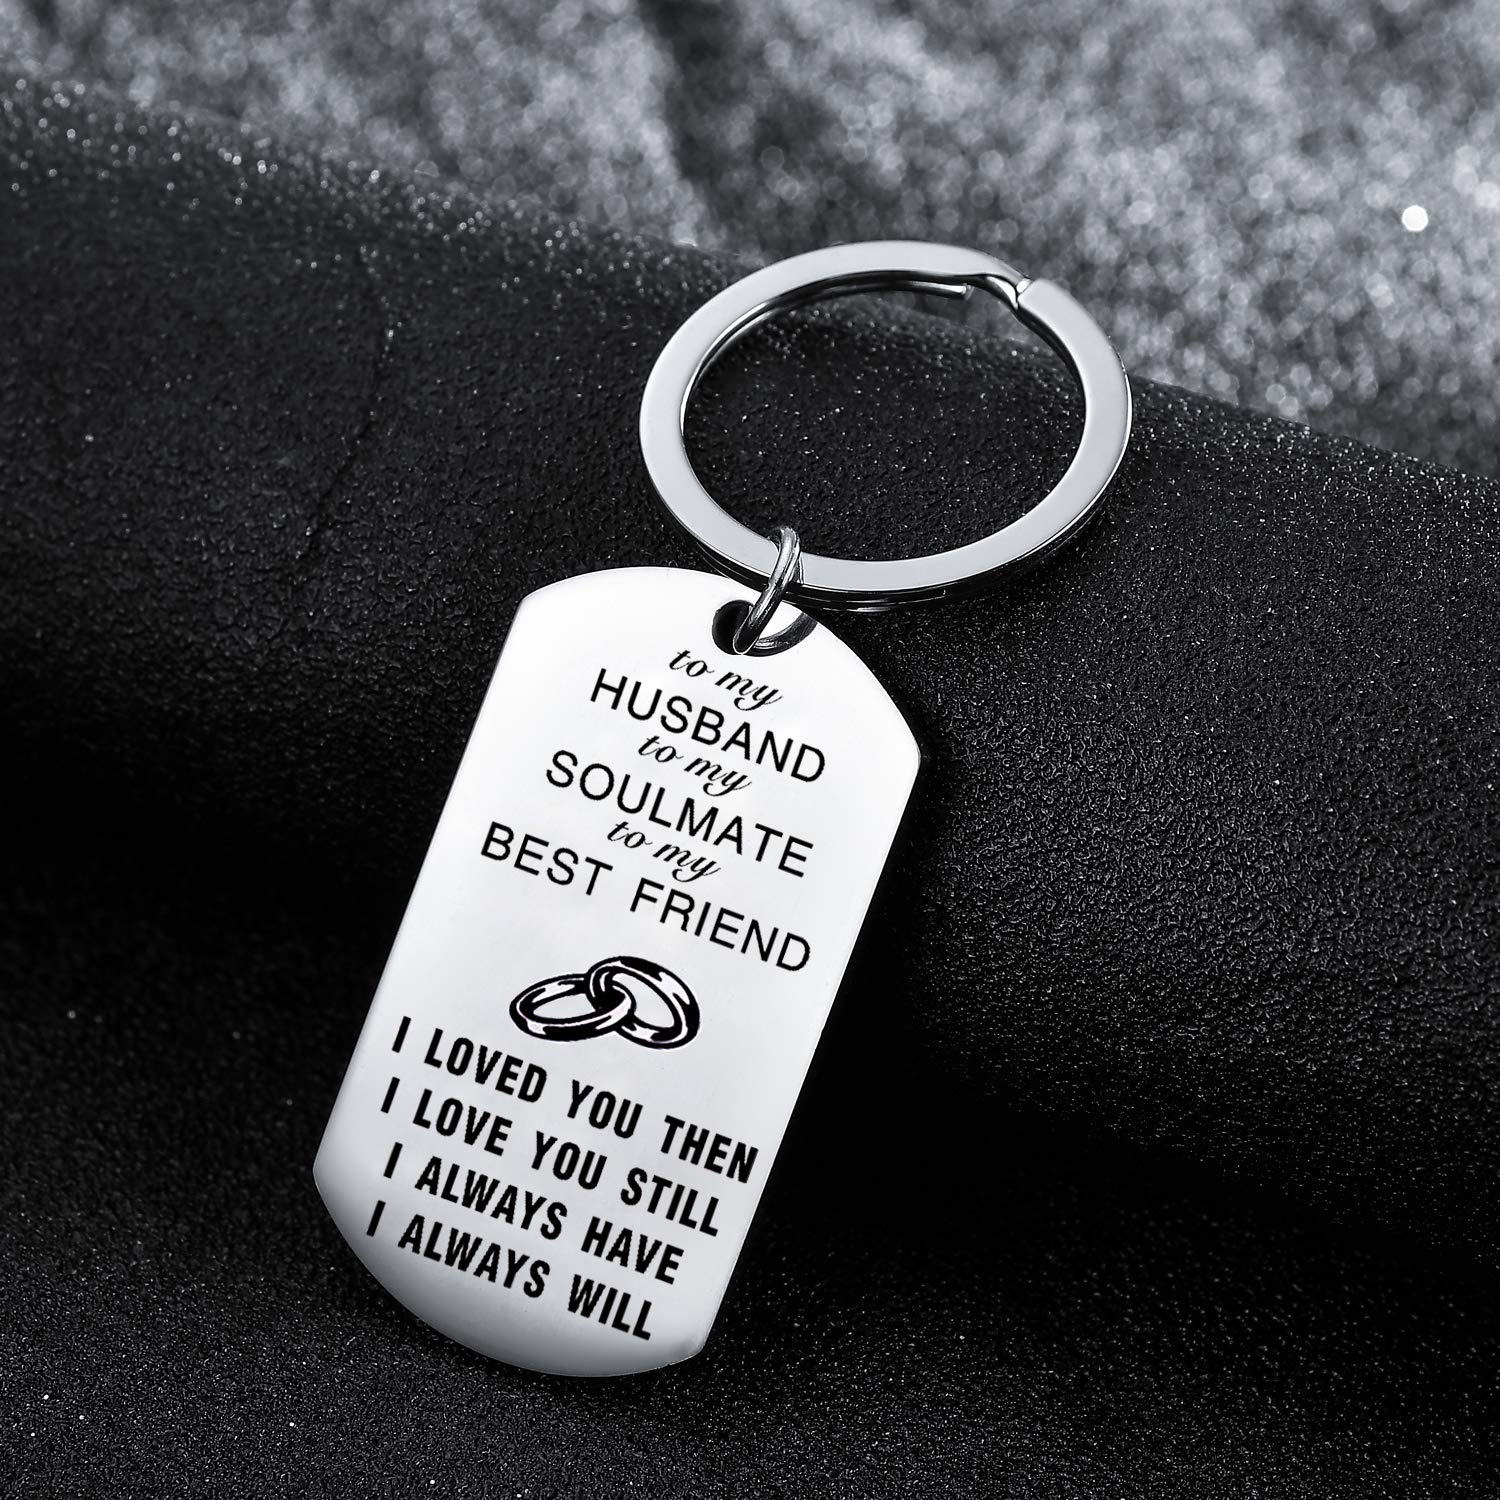 to my
HUSBAND
to my
SOULMATE
to my
BEST FRIEND
I LOVED YOU THEN
I LOVE YOU STILL
I ALWAYS HAVE
I ALWAYS WILL